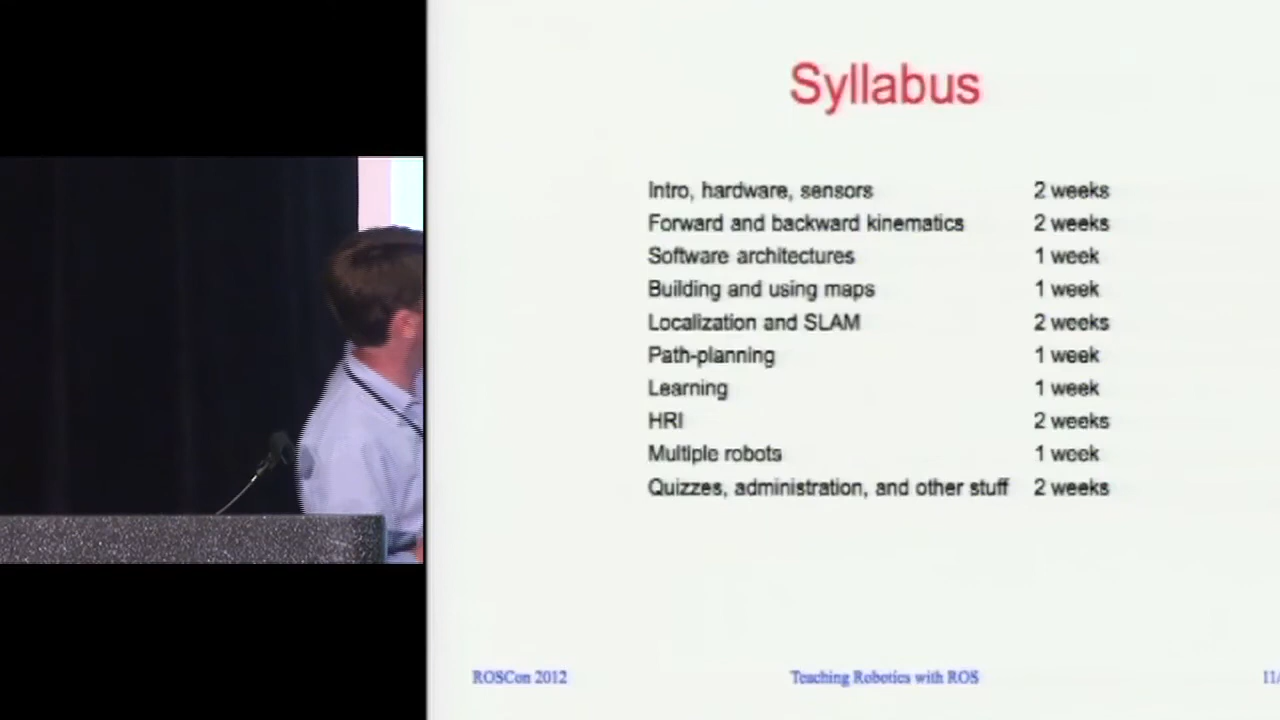 Syllabus
Intro, hardware, sensors 2 weeks
Forward and backward kinematics 2 weeks
Software architectures 1 week
Building and using maps 1 week
Localization and SLAM 2 weeks
Path-planning 1 week
Learning 1 week
HRI 2 weeks
Multiple robots 1 week
Quizzes, administration, and other stuff 2 weeks
ROSCon 2012 Teaching Robotics with ROS 11/